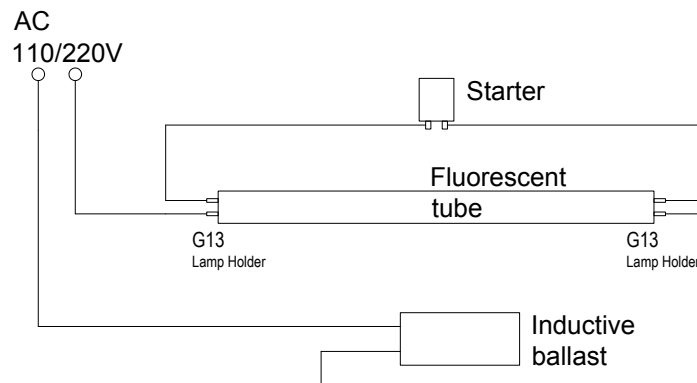 AC
110/220V
Starter
Fluorescent
tube
G13
Lamp Holder
G13
Lamp Holder
Inductive
ballast